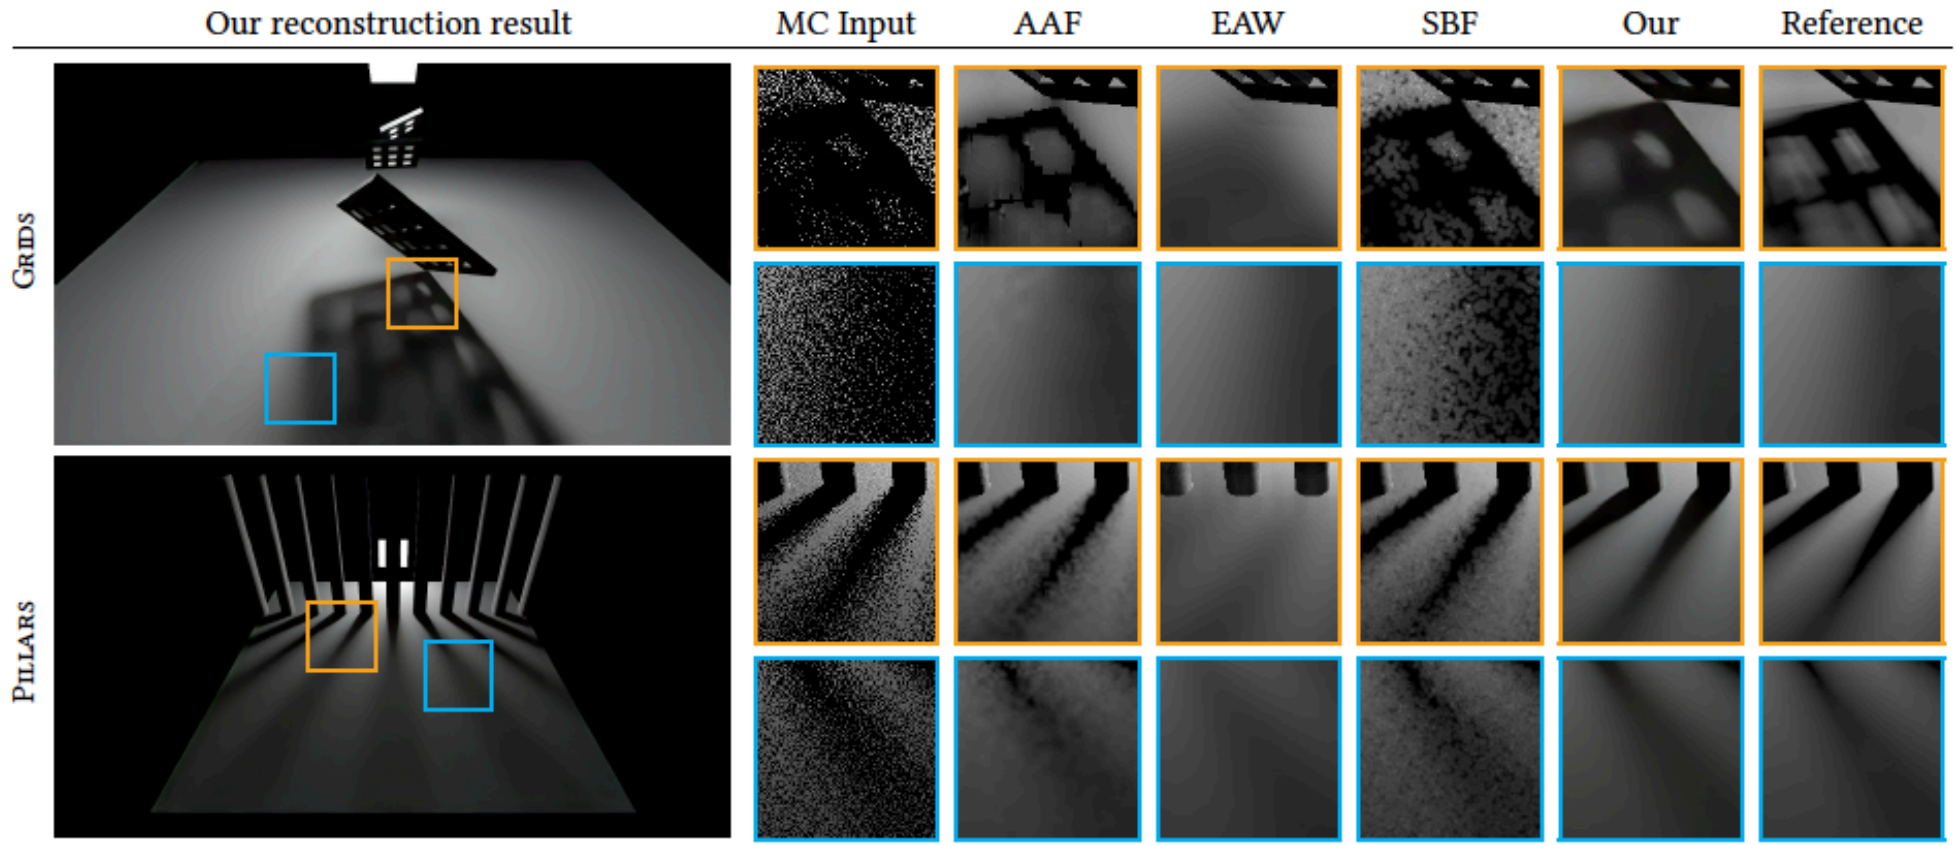 Our reconstruction result MC Input AAF EAW SBF Our Reference
GRIDS
PILLARS